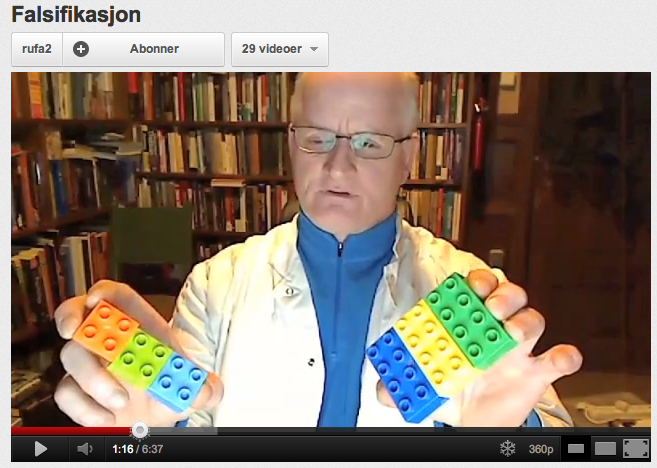 Falsifikasjon
rufa2 Abonner 29 videoer
1:16 / 6:37 360p